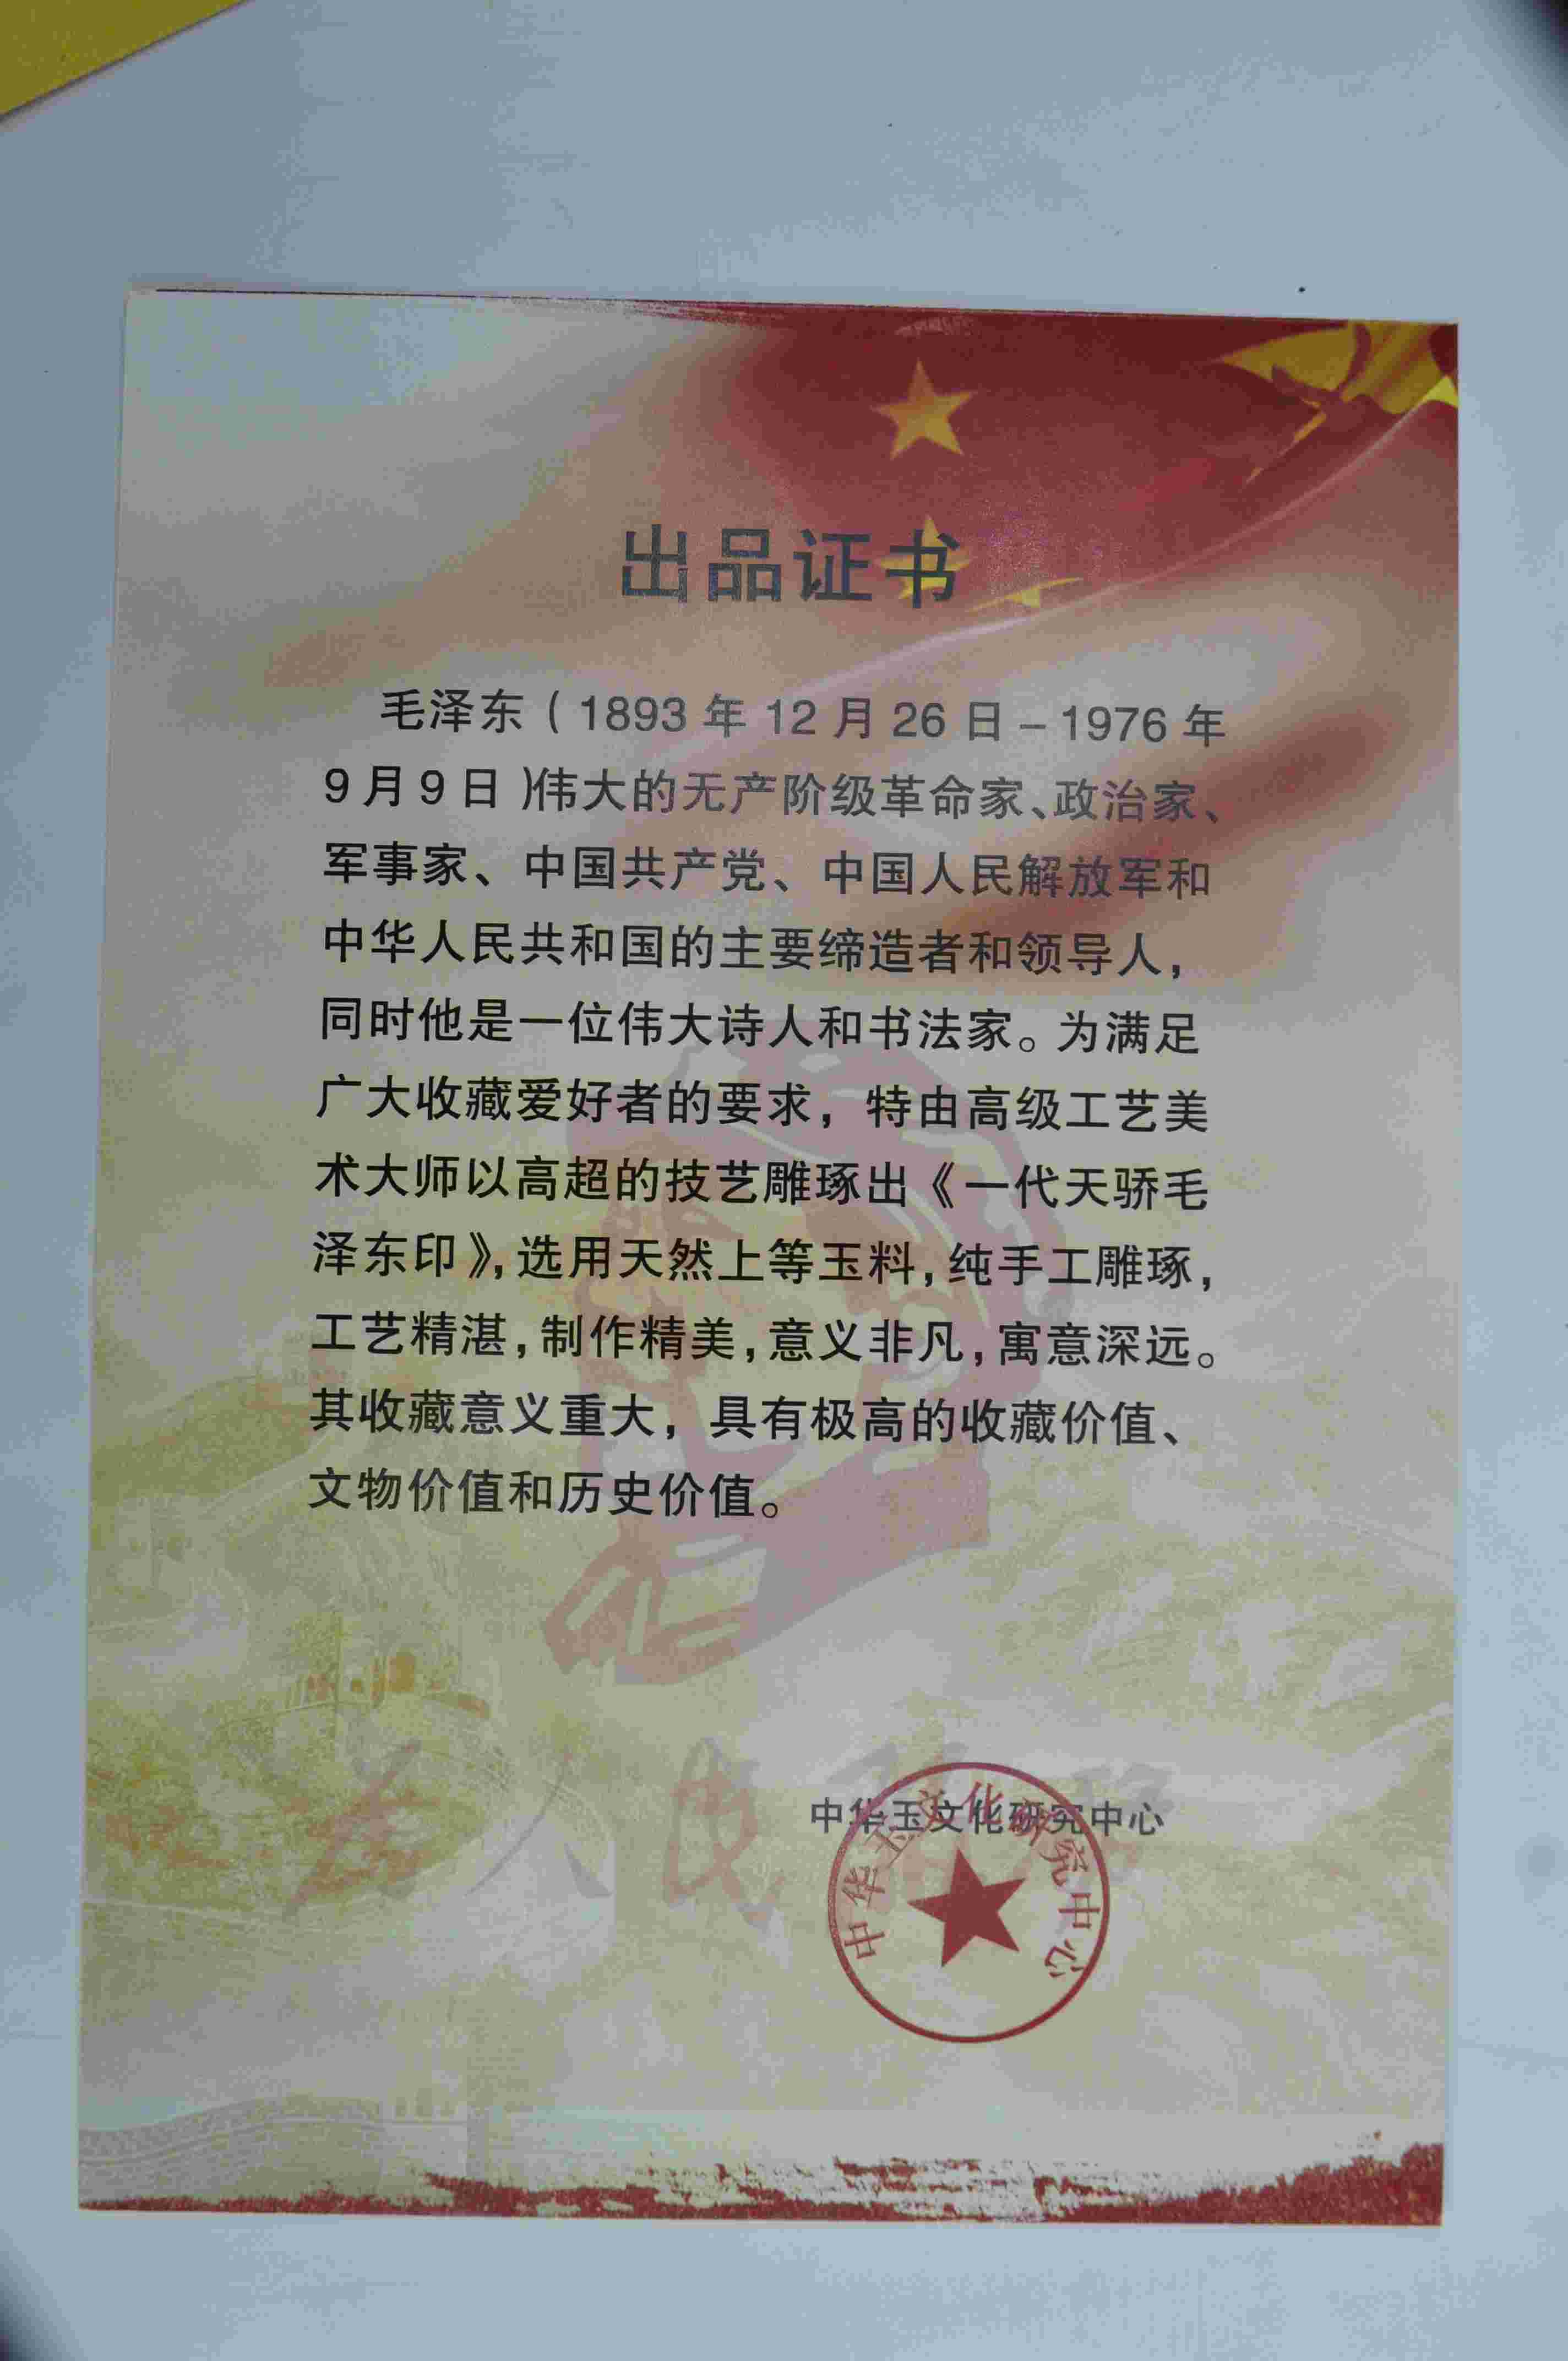 出品证书
毛泽东(1893年12月26日–1976年
9月9日)伟大的无产阶级革命家、政治家、
军事家、中国共产党、中国人民解放军和
中华人民共和国的主要缔造者和领导人，
同时他是一位伟大诗人和书法家。为满足
广大收藏爱好者的要求，特由高级工艺美
术大师以高超的技艺雕琢出《一代天骄毛
泽东印》，选用天然上等玉料，纯手工雕琢，
工艺精湛，制作精美，意义非凡，寓意深远。
其收藏意义重大，具有极高的收藏价值、
文物价值和历史价值。
为人民服务
中华玉文化研究中心
中华玉文化研究中心